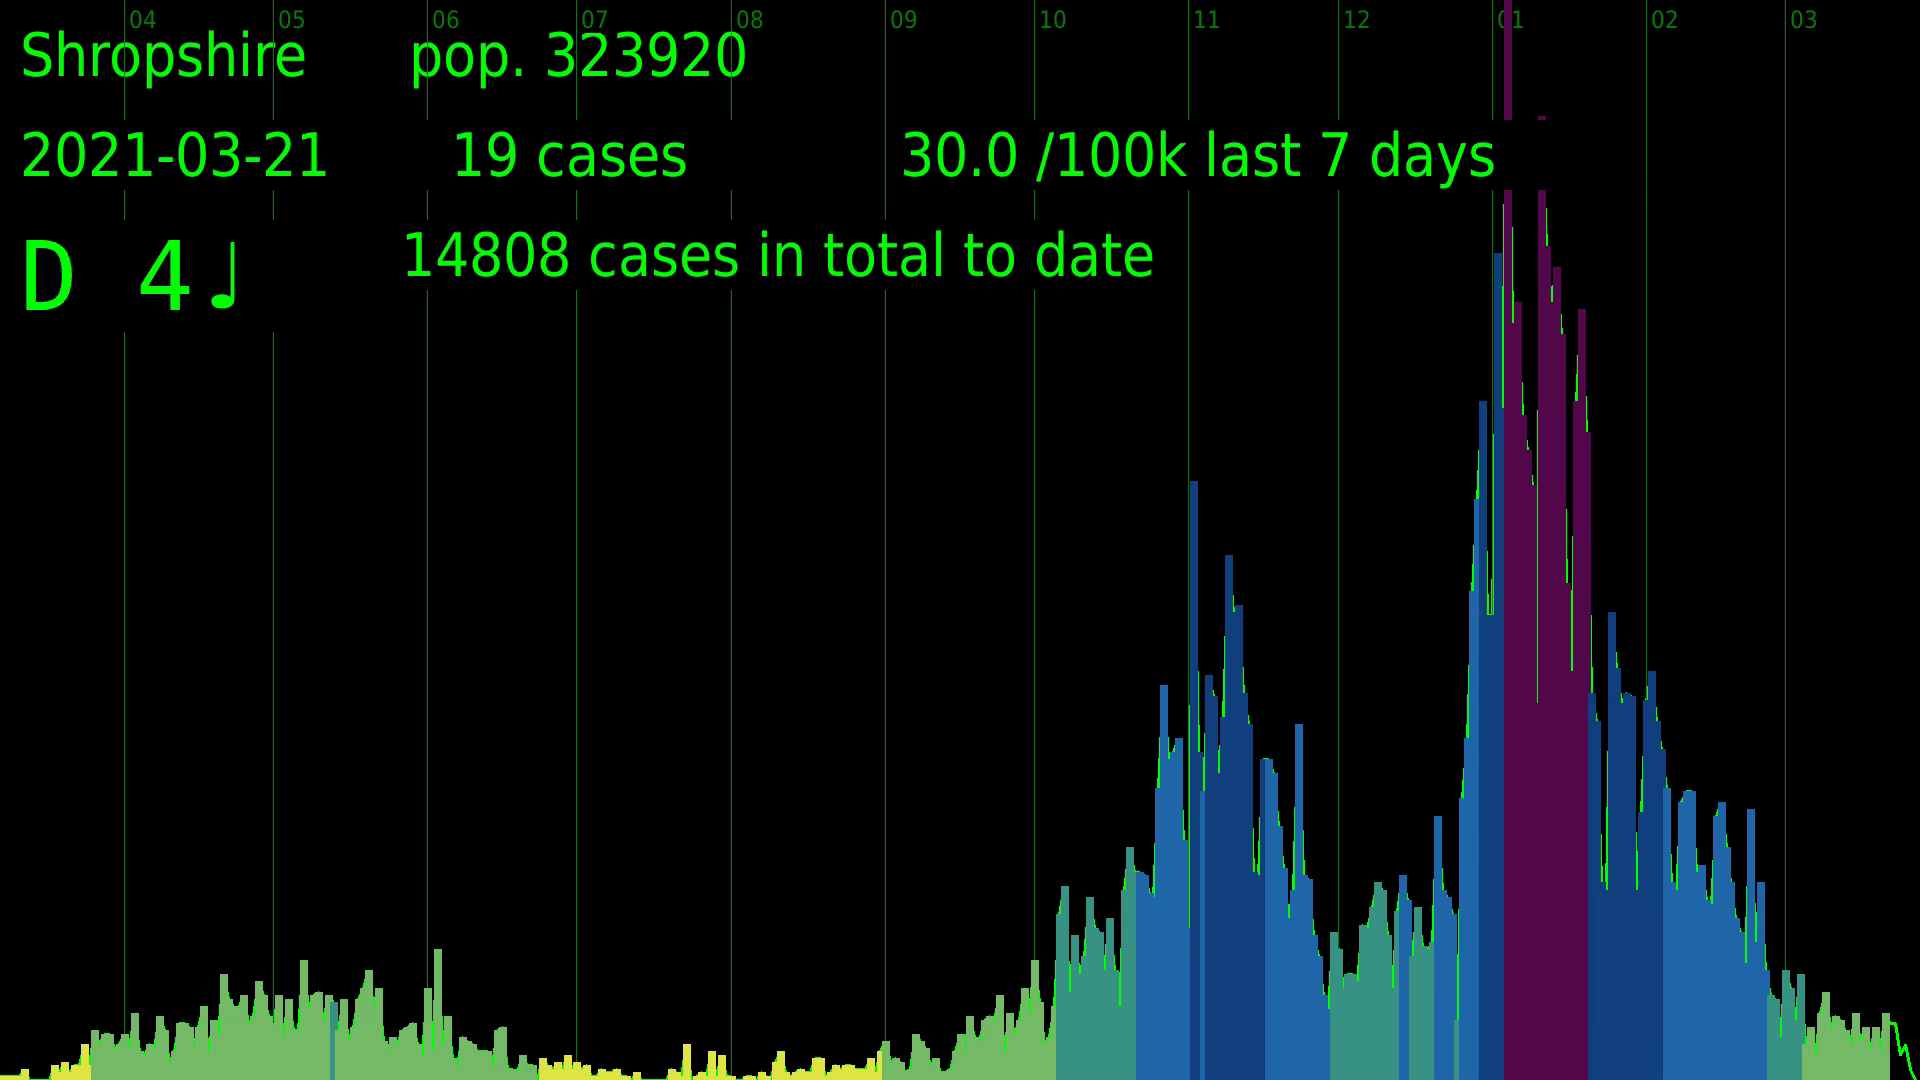 04 05 06 07 08 09 10 11 12 01 02 03
Shropshire pop. 323920
2021-03-21 19 cases 30.0 /100k last 7 days
14808 cases in total to date
D 4♩